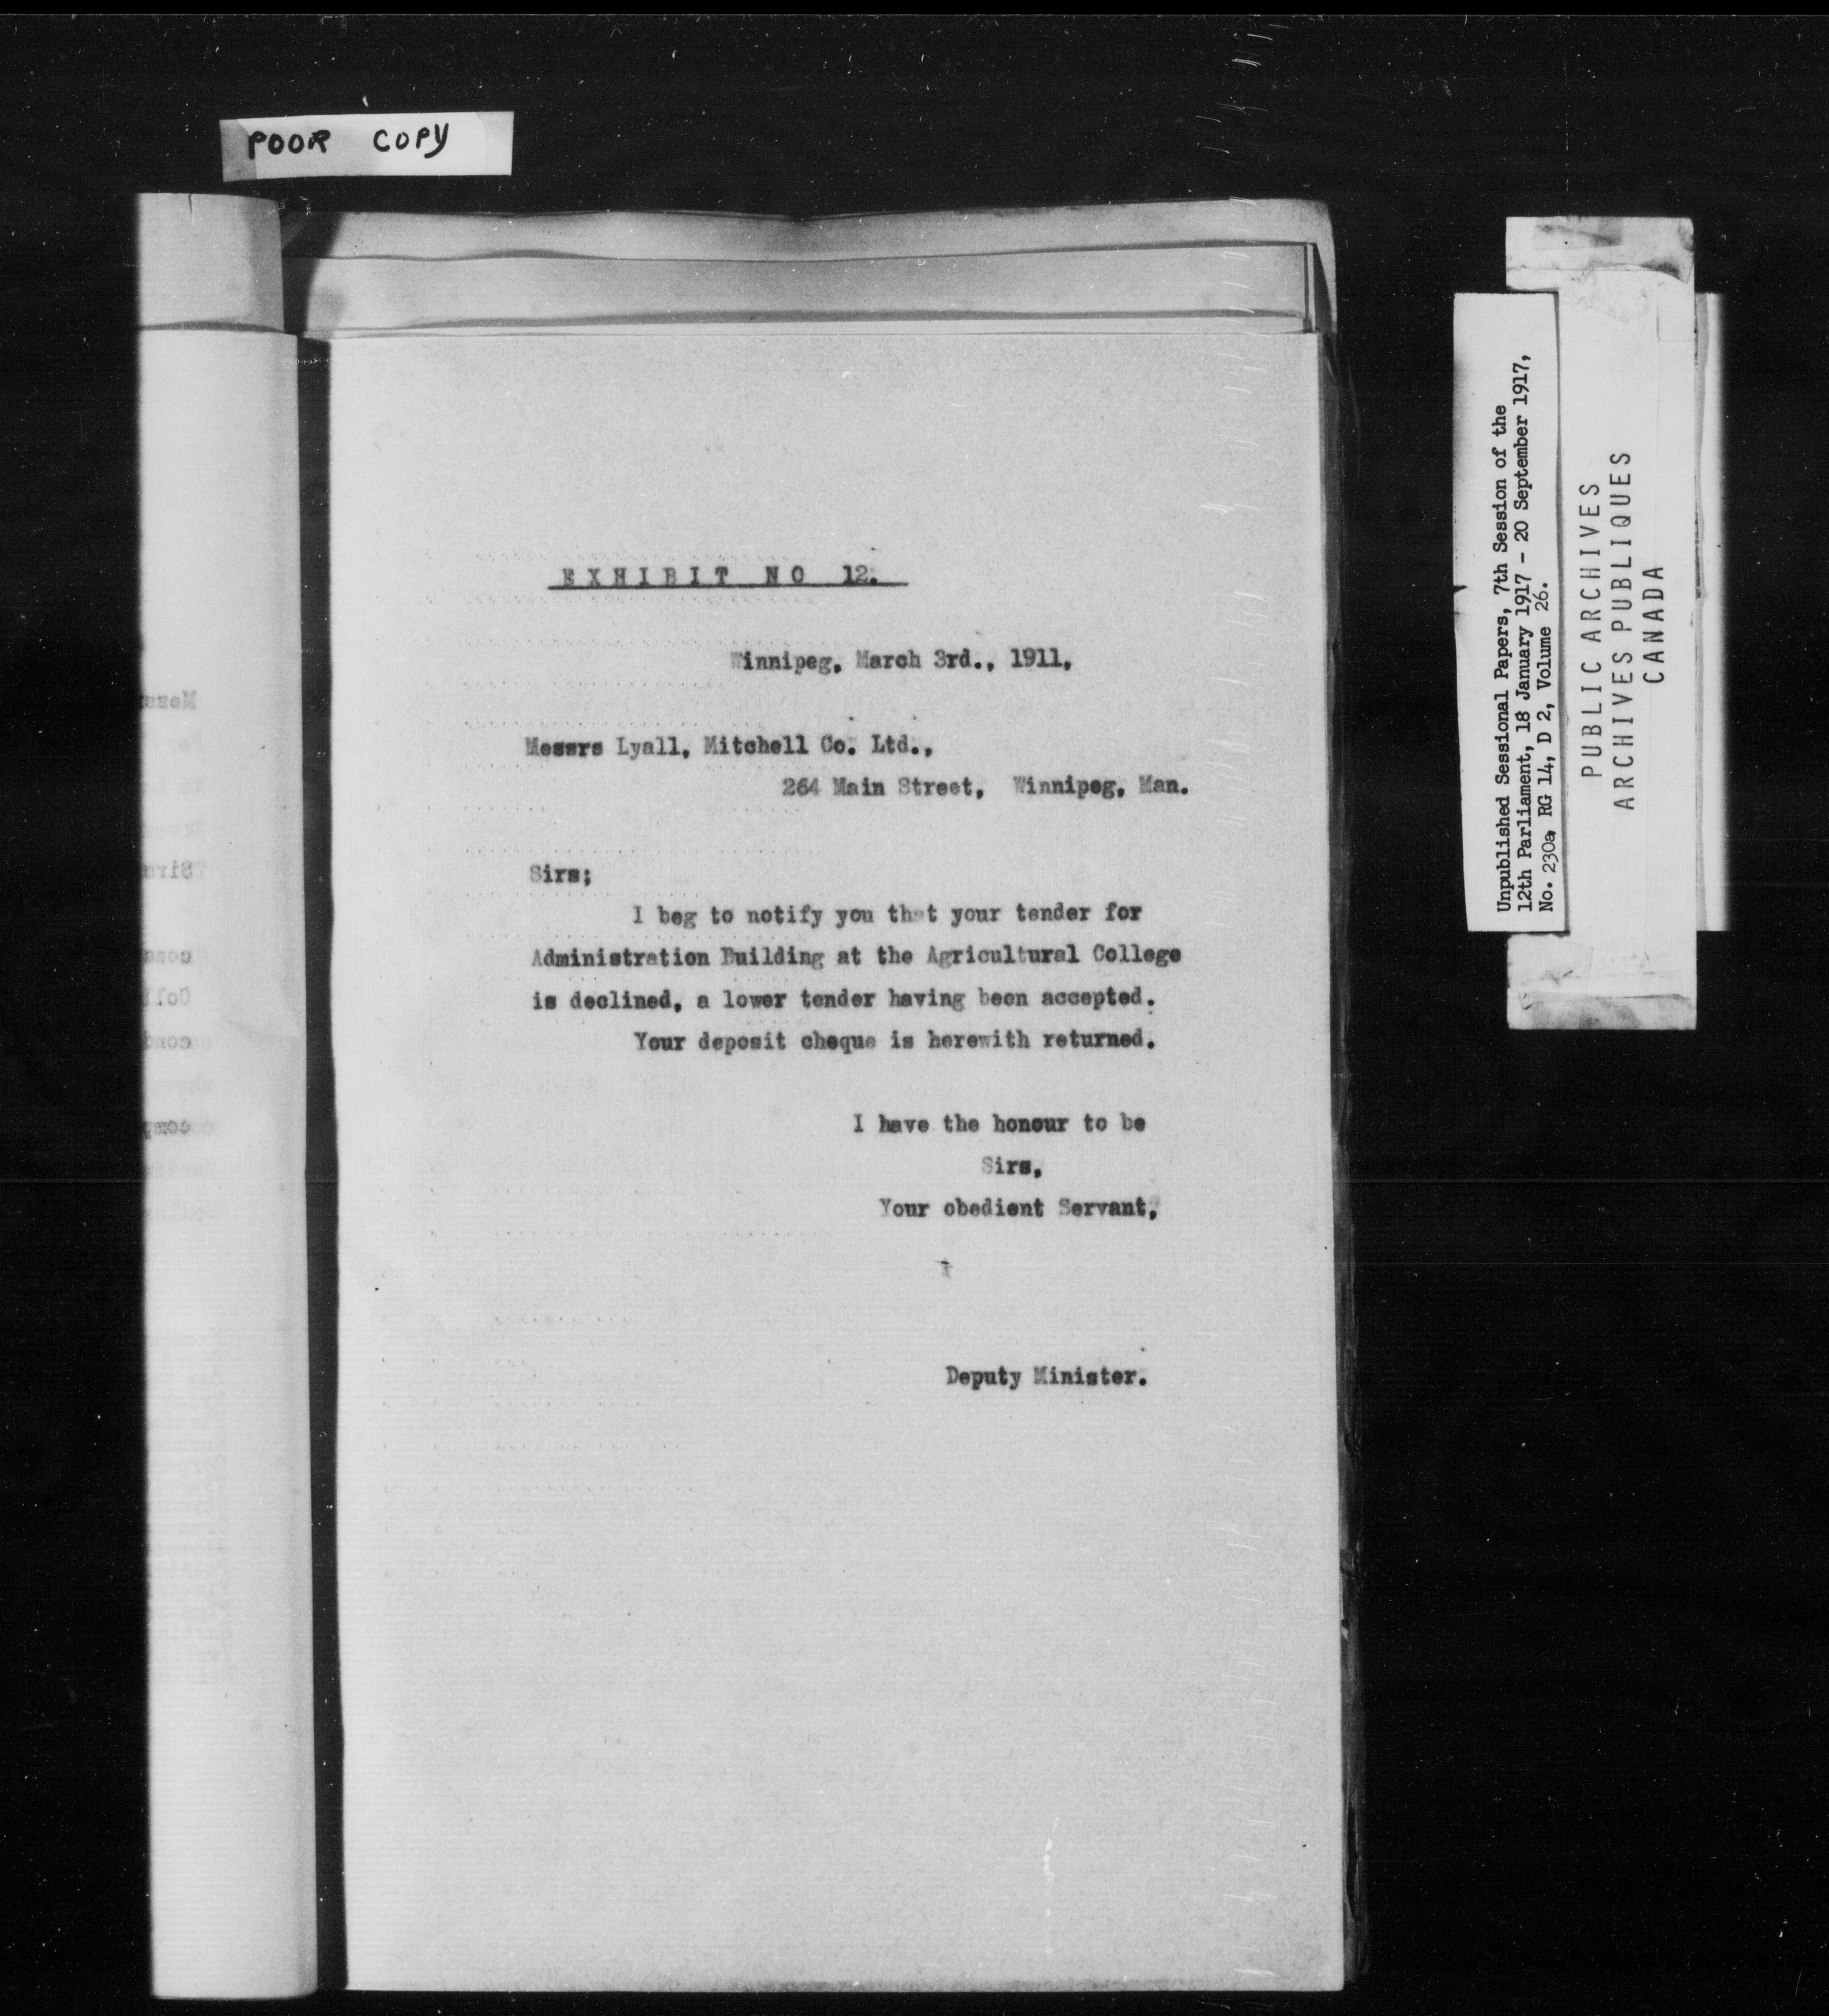 POOR COPY
EXHIBIT NO 12.
Winnipeg, March 3rd., 1911,
Messrs Lyall, Mitchell Co. Ltd.,
264 Main Street, Winnipeg, Man.
Sirs;
I beg to notify you that your tender for
Administration Building at the Agricultural College
is declined, a lower tender having been accepted.
Your deposit cheque is herewith returned.
I have the honour to be
Sirs,
Your obedient Servant,
Deputy Minister.
Unpublished Sessional Papers, 7th Session of the
12th Parliament, 18 January 1917 - 20 September 1917,
No. 230a, RG 14, D 2, Volume 26.
PUBLIC ARCHIVES
ARCHIVES PUBLIQUES
CANADA